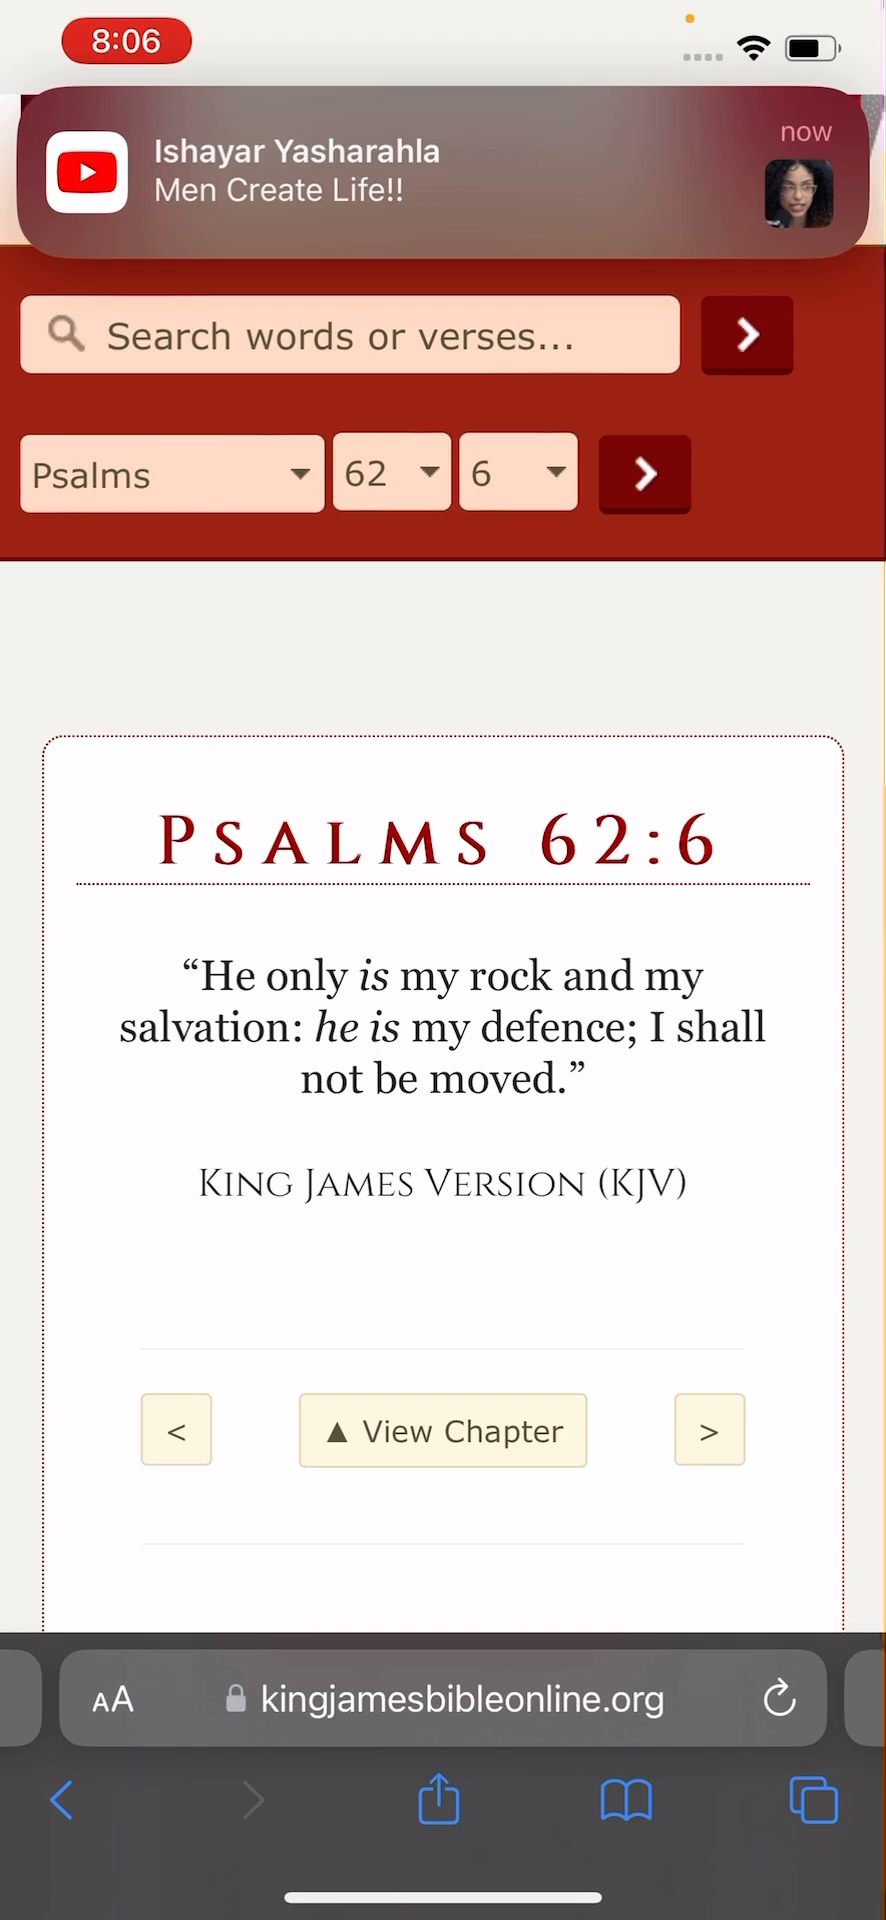 8:06
Ishayar Yasharahla
now
Men Create Life!!
Search words or verses...
Psalms
62
6
Psalms 62:6
“He only is my rock and my
salvation: he is my defence; I shall
not be moved.”
King James Version (KJV)
<
▲ View Chapter
>
AA
kingjamesbibleonline.org